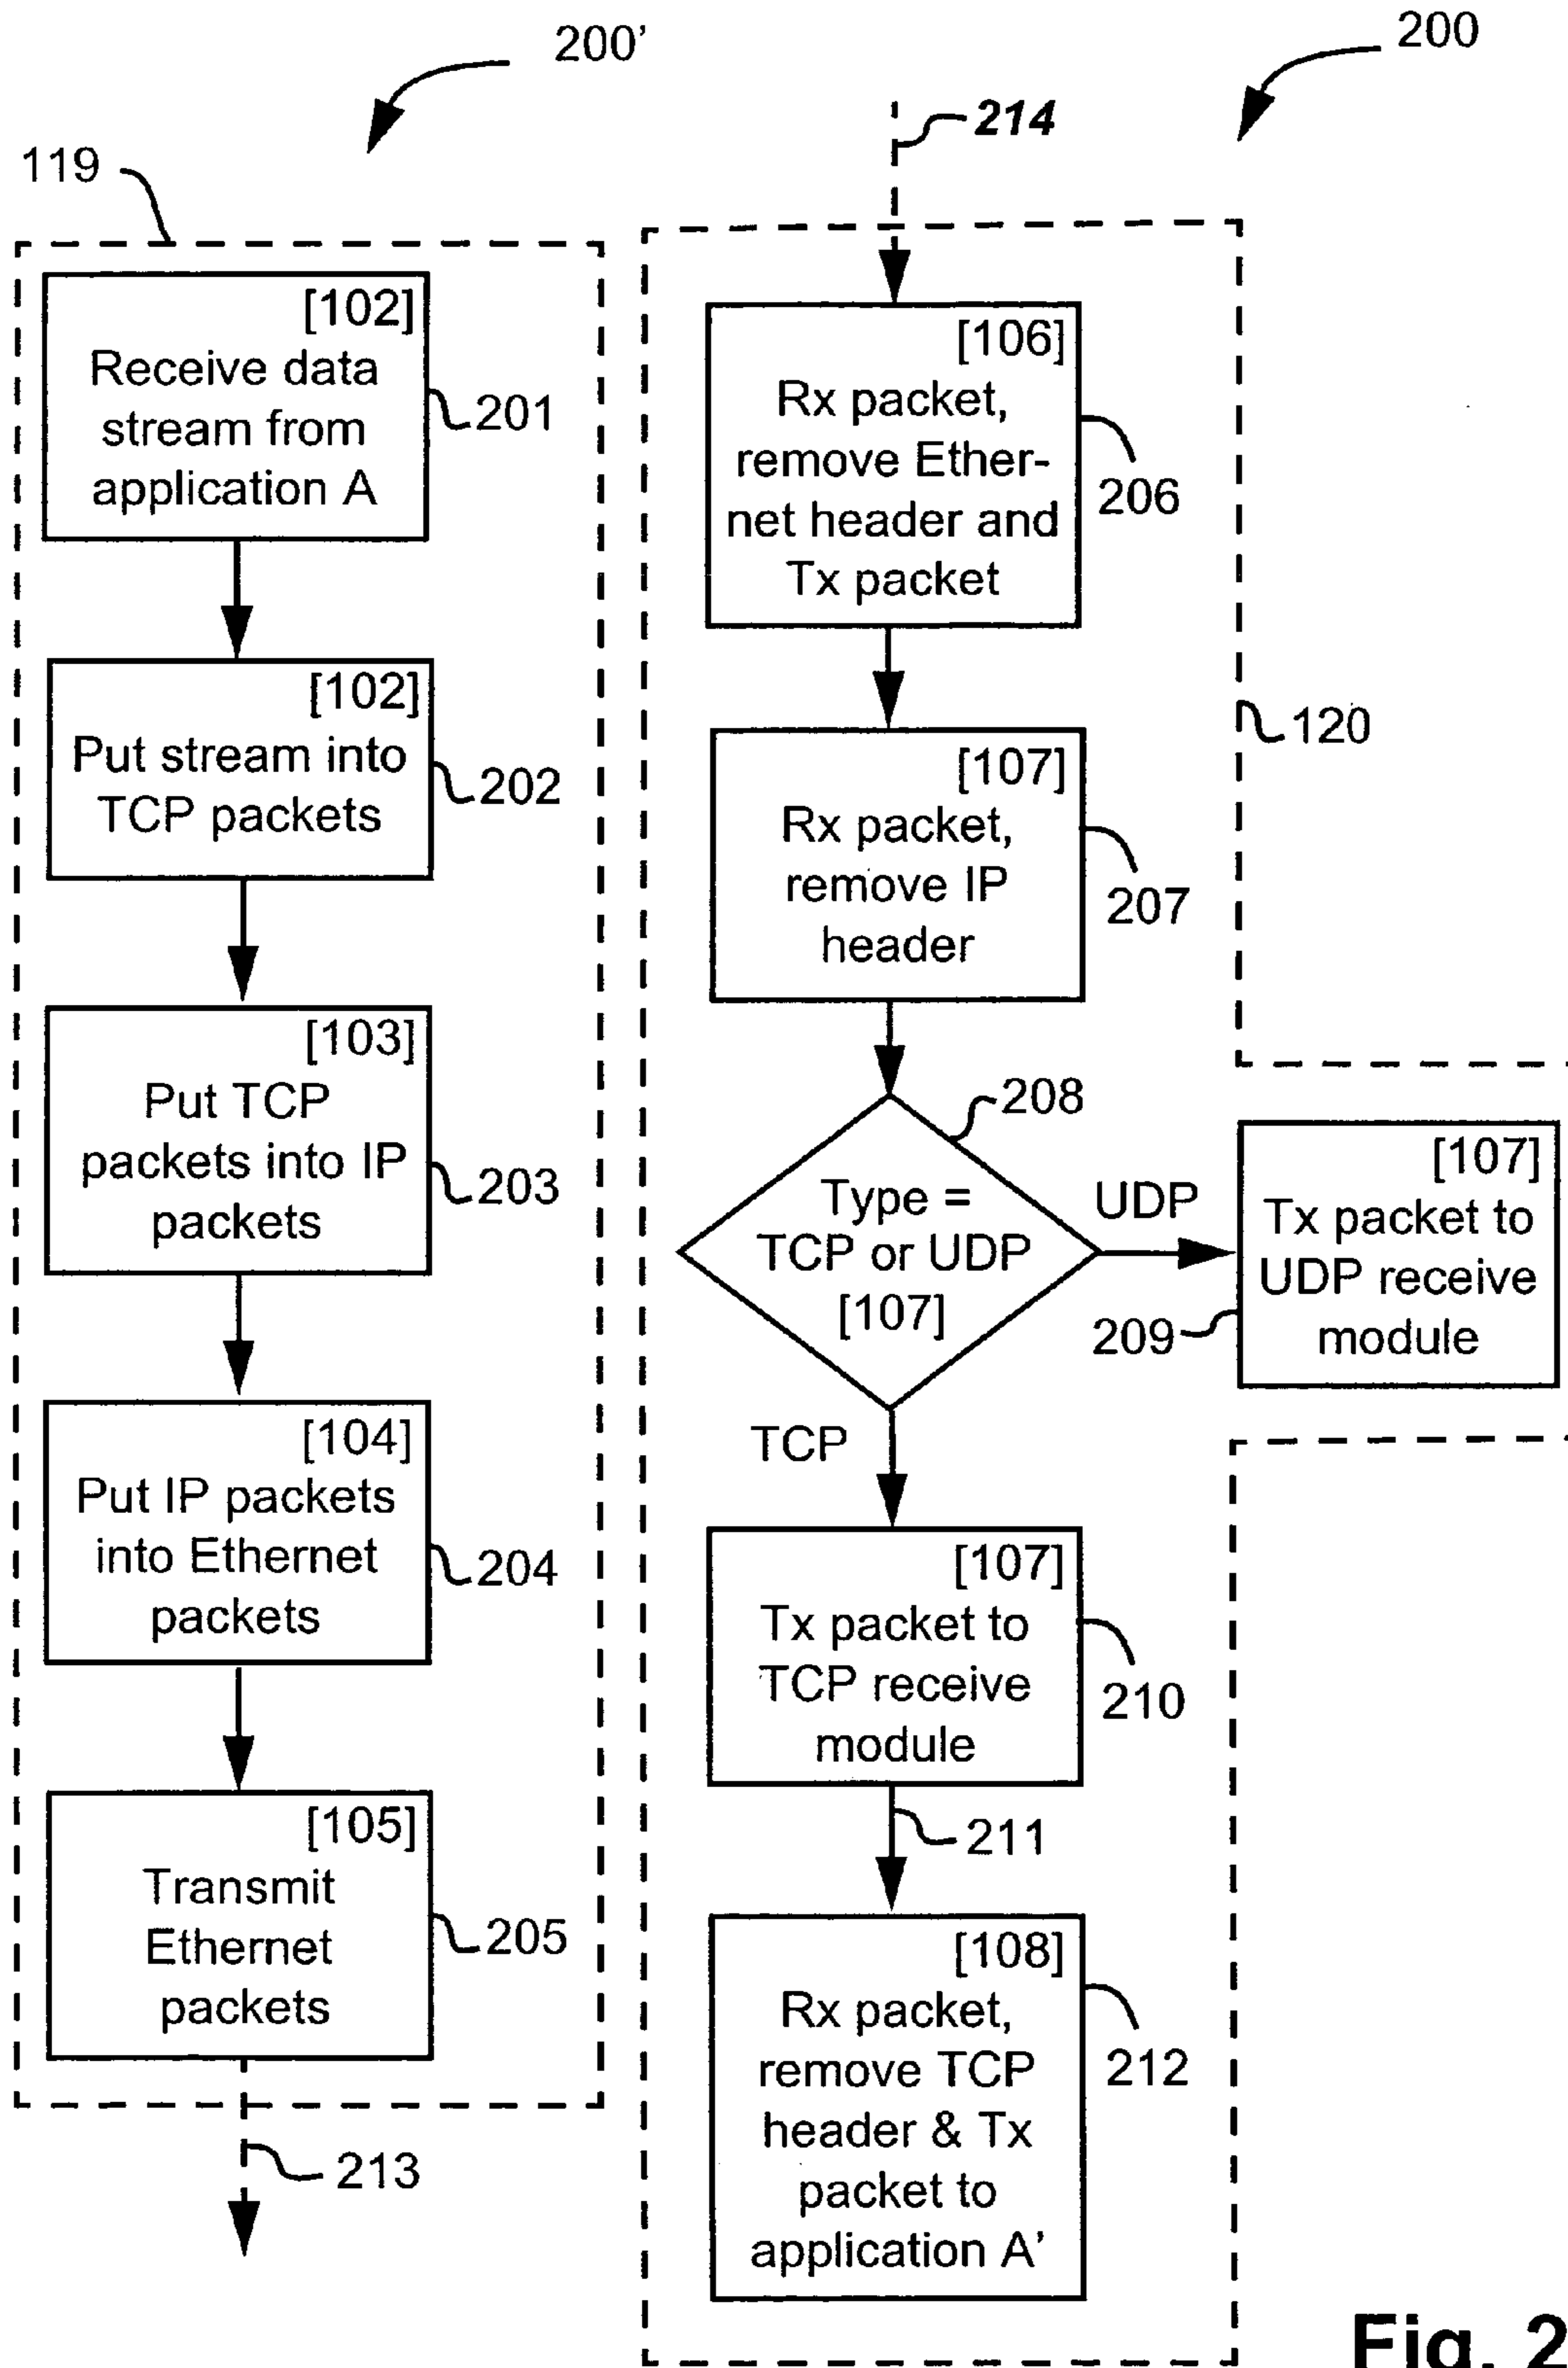 200'
200
214
119
[102]
Receive data
stream from
application A
201
[102]
Put stream into
TCP packets
202
[103]
Put TCP
packets into IP
packets
203
[104]
Put IP packets
into Ethernet
packets
204
[105]
Transmit
Ethernet
packets
205
213
[106]
Rx packet,
remove Ether-
net header and
Tx packet
206
120
[107]
Rx packet,
remove IP
header
207
208
Type =
TCP or UDP
[107]
UDP
[107]
Tx packet to
UDP receive
module
209
TCP
[107]
Tx packet to
TCP receive
module
210
211
[108]
Rx packet,
remove TCP
header & Tx
packet to
application A'
212
Fig. 2